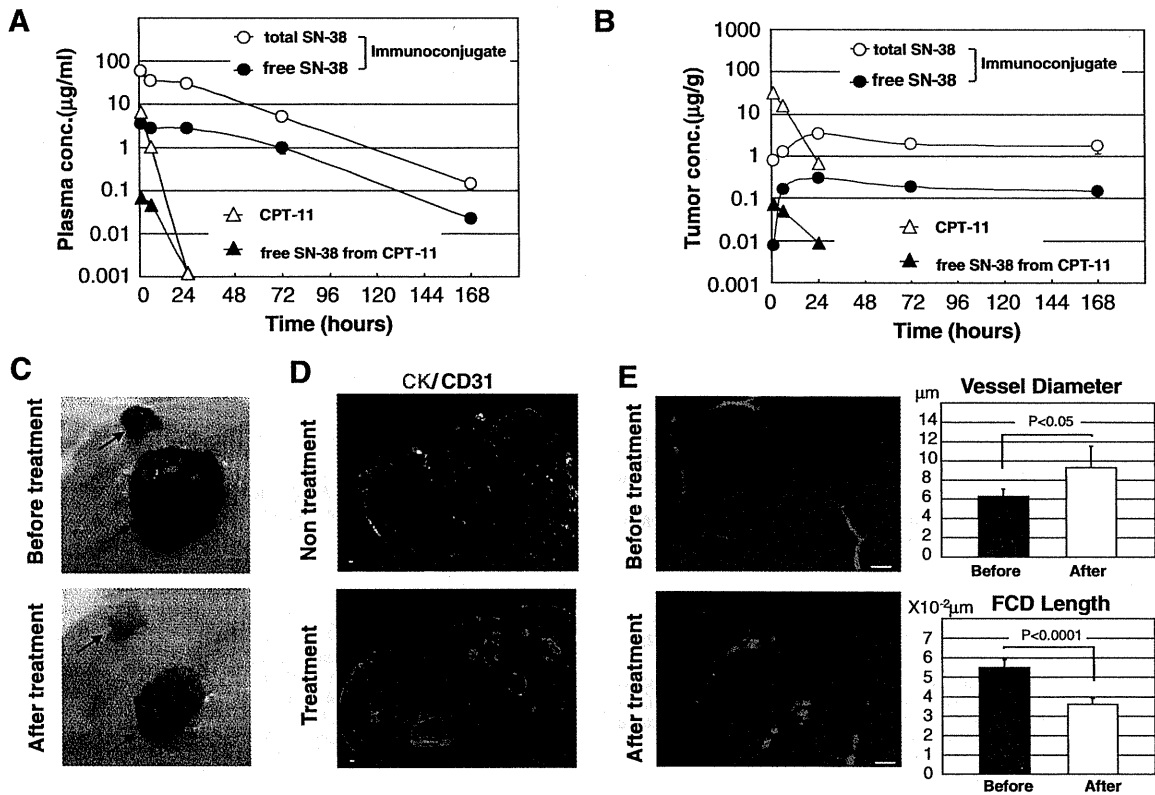 A
Plasma conc.(μg/ml)
100
10
1
0.1
0.01
0.001
total SN-38
free SN-38
Immunoconjugate
CPT-11
free SN-38 from CPT-11
0 24 48 72 96 120 144 168
Time (hours)
B
Tumor conc.(μg/g)
1000
100
10
1
0.1
0.01
0.001
total SN-38
free SN-38
Immunoconjugate
CPT-11
free SN-38 from CPT-11
0 24 48 72 96 120 144 168
Time (hours)
C
Before treatment
After treatment
D
CK/CD31
Non treatment
Treatment
E
Before treatment
After treatment
Vessel Diameter
μm
14
12
10
8
6
4
2
0
P<0.05
Before After
FCD Length
X10-2μm
7
6
5
4
3
2
1
0
P<0.0001
Before After